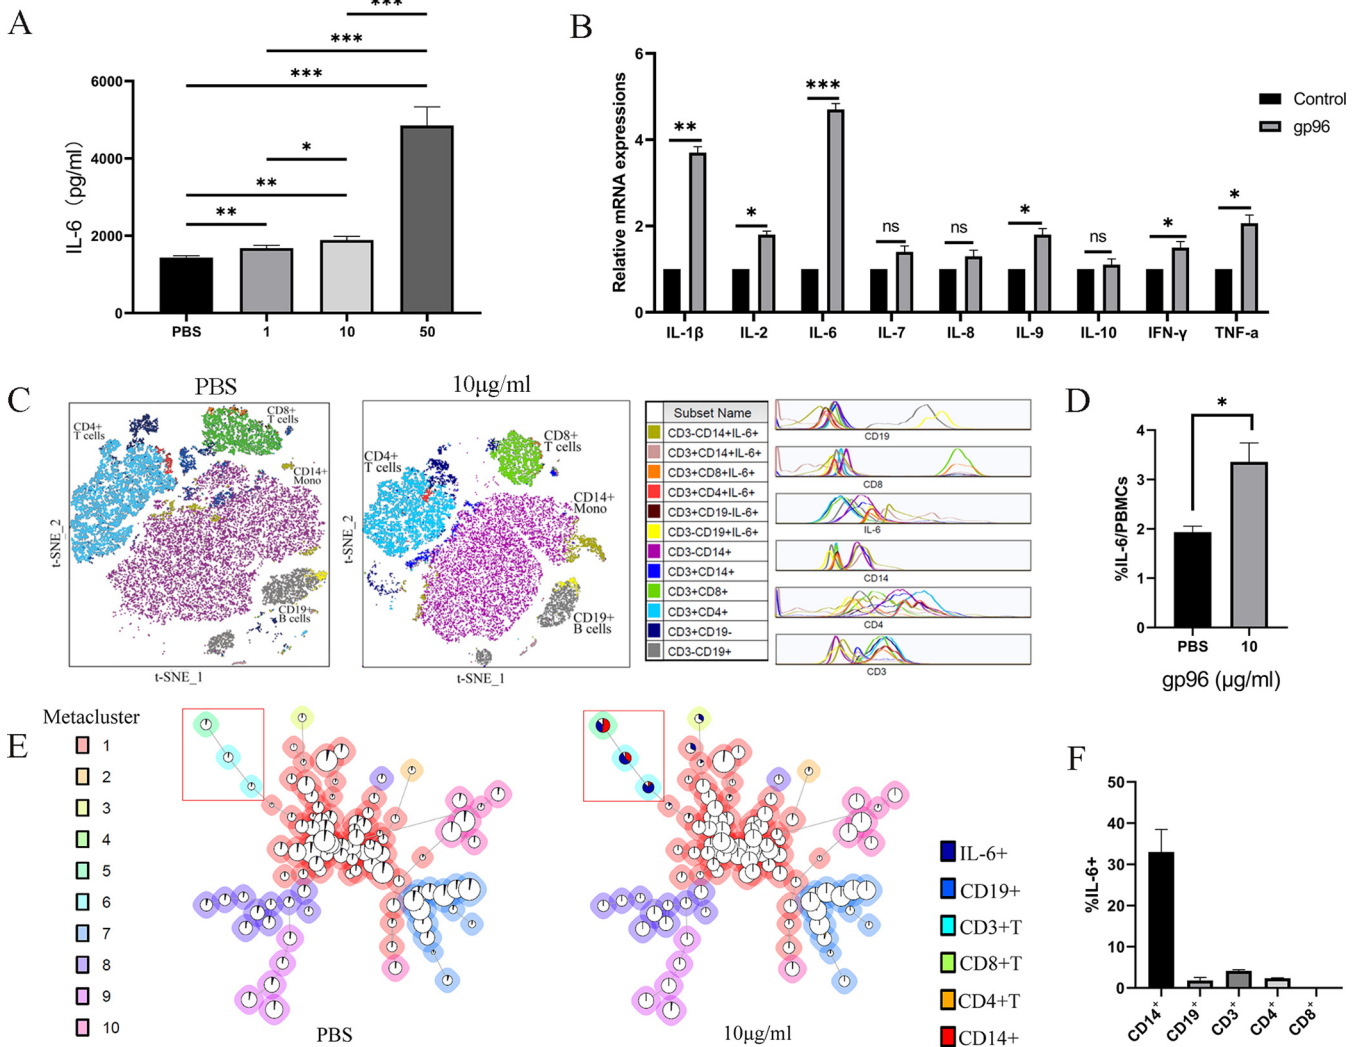 A
***
***
***
*
**
**
IL-6 (pg/ml)
6000
4000
2000
0
PBS 1 10 50
B
Relative mRNA expressions
6
4
2
0
** * *** ns ns * ns * *
IL-1β IL-2 IL-6 IL-7 IL-8 IL-9 IL-10 IFN-γ TNF-a
Control
gp96
C
PBS
CD4+
T cells
CD8+
T cells
CD14+
Mono
CD19+
B cells
t-SNE_2
t-SNE_1
10μg/ml
CD4+
T cells
CD8+
T cells
CD14+
Mono
CD19+
B cells
t-SNE_2
t-SNE_1
Subset Name
CD3-CD14+IL-6+
CD3+CD14+IL-6+
CD3+CD8+IL-6+
CD3+CD4+IL-6+
CD3+CD19-IL-6+
CD3-CD19+IL-6+
CD3-CD14+
CD3+CD14+
CD3+CD8+
CD3+CD4+
CD3+CD19-
CD3-CD19+
CD19
CD8
IL-6
CD14
CD4
CD3
D
*
%IL-6/PBMCs
4
3
2
1
0
PBS 10
gp96 (μg/ml)
E
Metacluster
1
2
3
4
5
6
7
8
9
10
PBS
10μg/ml
IL-6+
CD19+
CD3+T
CD8+T
CD4+T
CD14+
F
%IL-6+
50
40
30
20
10
0
CD14+ CD19+ CD3+ CD4+ CD8+